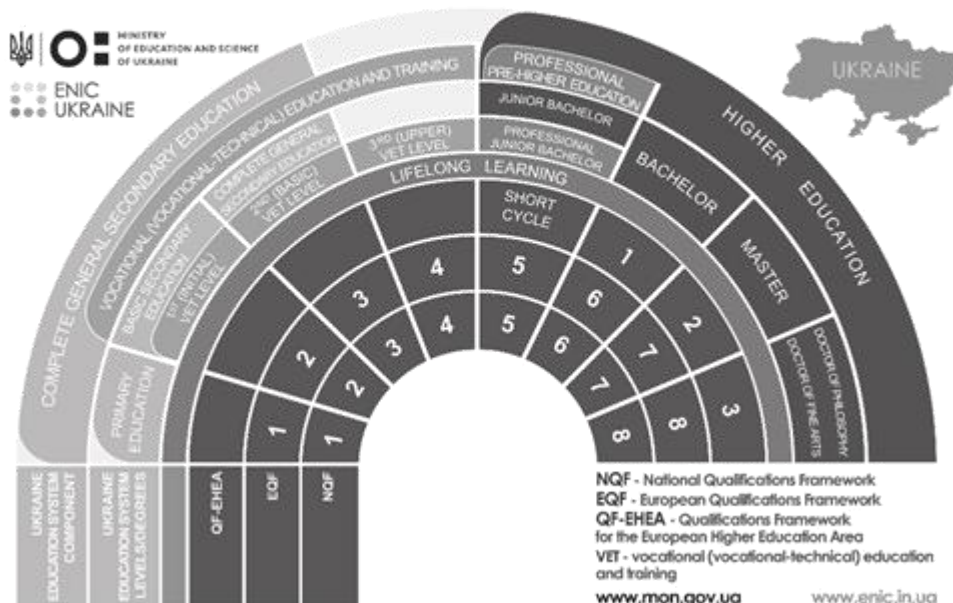 MINISTRY
OF EDUCATION AND SCIENCE
OF UKRAINE
ENIC
UKRAINE
UKRAINE
COMPLETE GENERAL SECONDARY EDUCATION
VOCATIONAL (VOCATIONAL-TECHNICAL) EDUCATION AND TRAINING
PROFESSIONAL
PRE-HIGHER EDUCATION
HIGHER EDUCATION
PRIMARY
EDUCATION
BASIC SECONDARY
EDUCATION
1ST (INITIAL)
VET LEVEL
COMPLETE GENERAL
SECONDARY EDUCATION
2ND (BASIC)
VET LEVEL
3RD (UPPER)
VET LEVEL
JUNIOR BACHELOR
PROFESSIONAL
JUNIOR BACHELOR
BACHELOR
MASTER
DOCTOR OF PHILOSOPHY
DOCTOR OF FINE ARTS
LIFELONG LEARNING
SHORT
CYCLE
1
2
3
1
2
3
4
5
6
7
8
1
2
3
4
5
6
7
8
UKRAINE
EDUCATION SYSTEM
COMPONENT
UKRAINE
EDUCATION SYSTEM
LEVELS/DEGREES
QF-EHEA
EQF
NQF
NQF - National Qualifications Framework
EQF - European Qualifications Framework
QF-EHEA - Qualifications Framework
for the European Higher Education Area
VET - vocational (vocational-technical) education
and training
www.mon.gov.ua
www.enic.in.ua